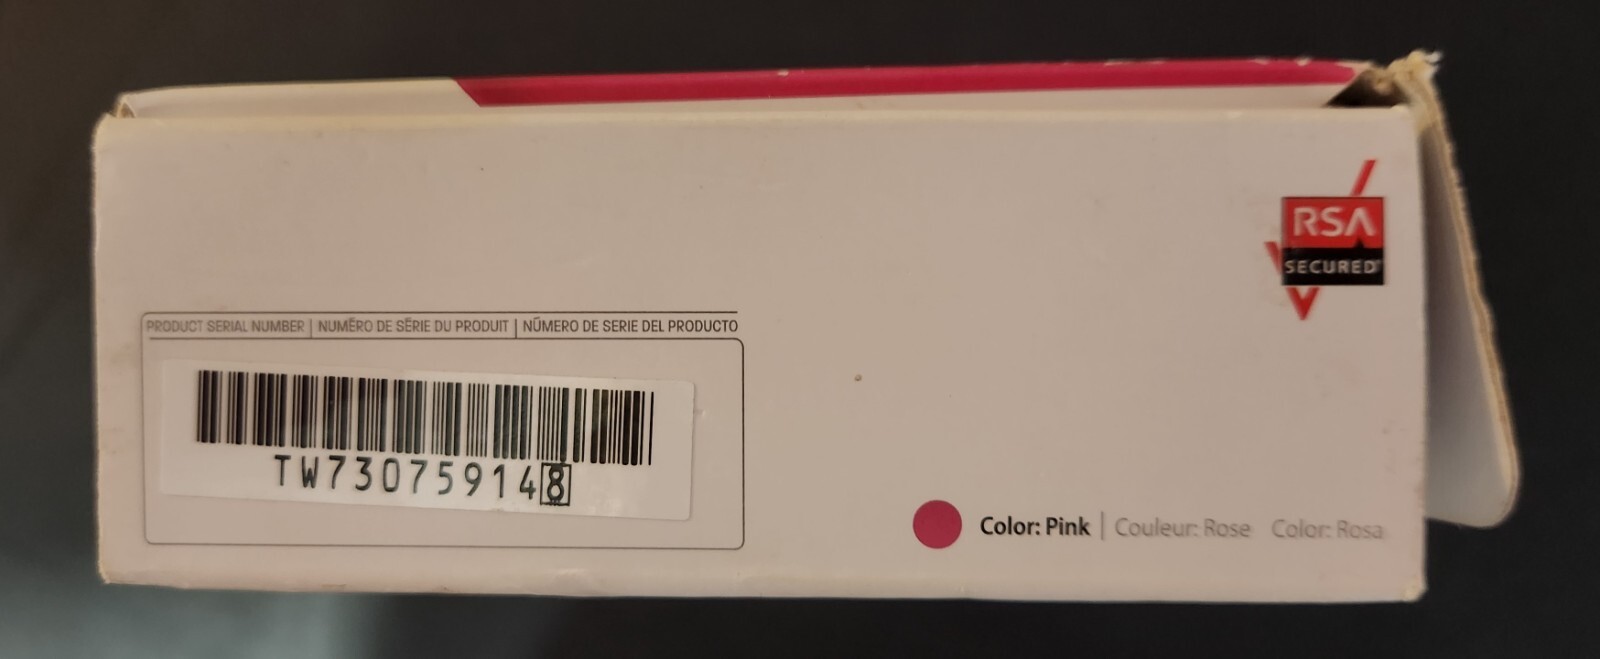 RSA
SECURED
PRODUCT SERIAL NUMBER | NUMÉRO DE SÉRIE DU PRODUIT | NÚMERO DE SERIE DEL PRODUCTO
TW730759148
Color: Pink | Couleur: Rose Color: Rosa